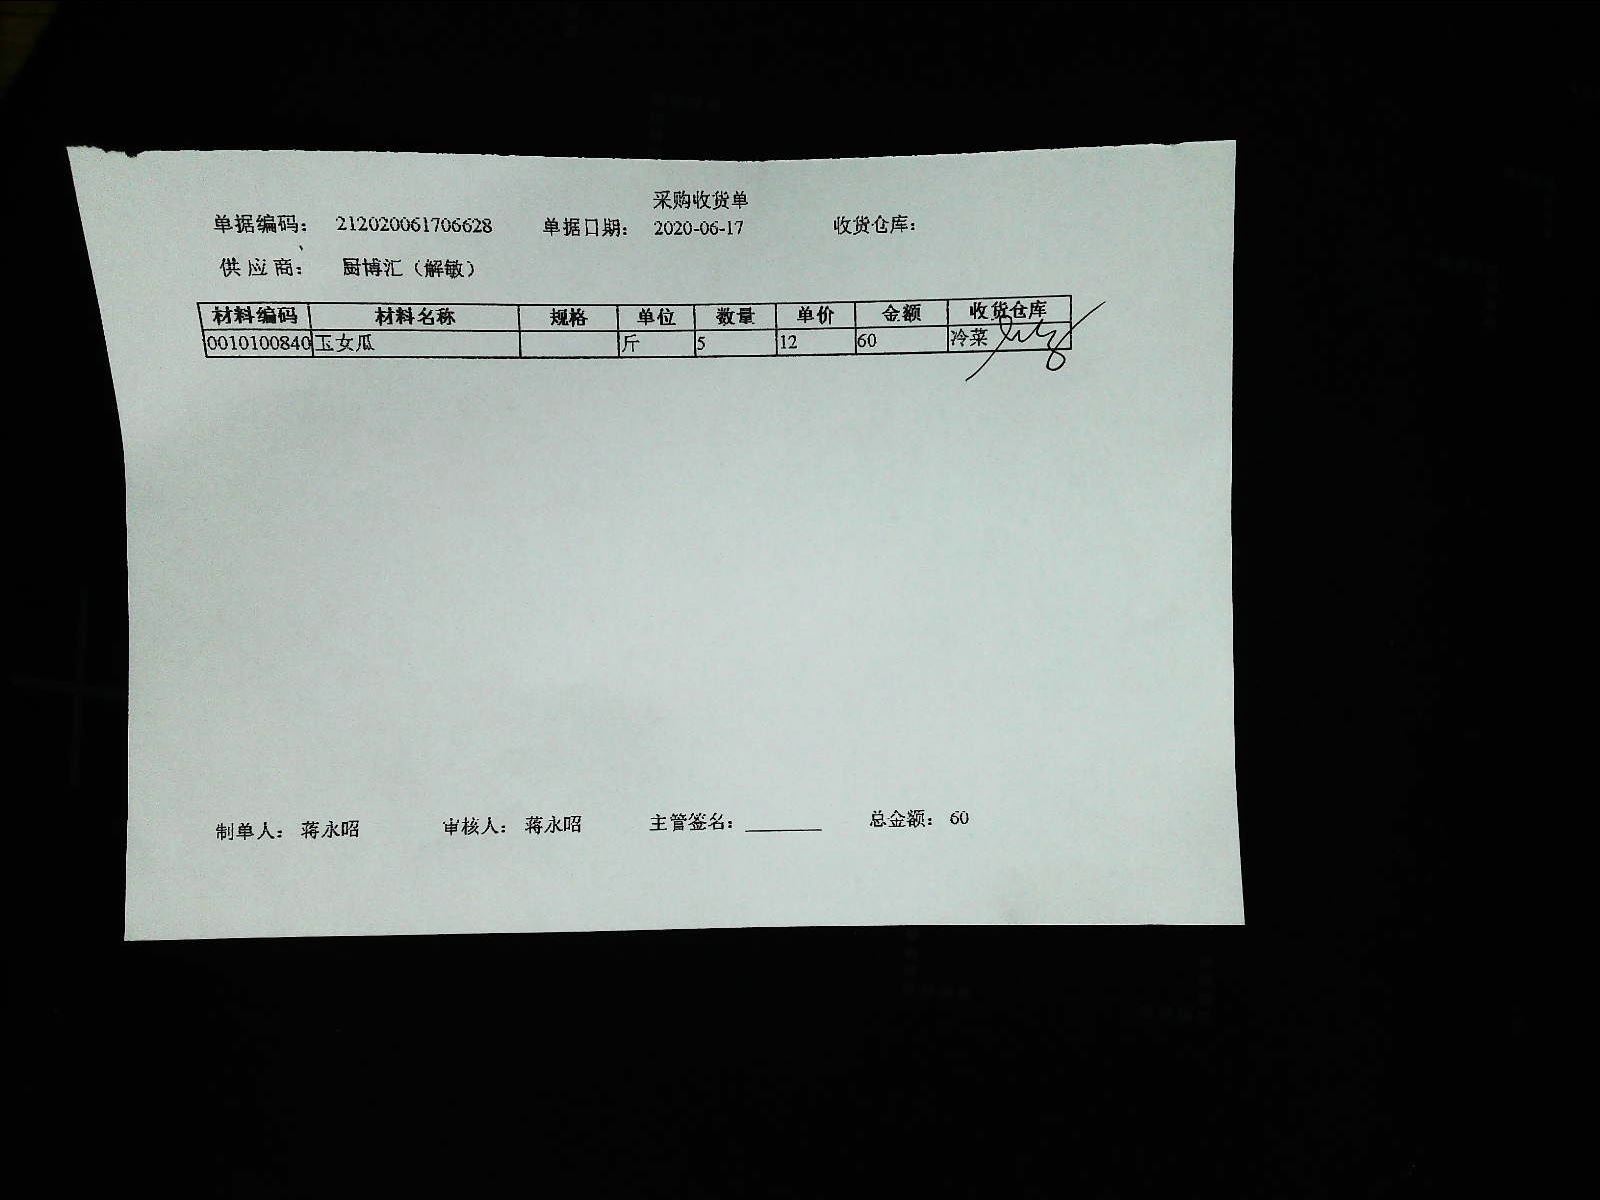 采购收货单
单据编码： 212020061706628 单据日期： 2020-06-17 收货仓库：
供应商： 厨博汇（解敏）
材料编码 材料名称 规格 单位 数量 单价 金额 收货仓库
0010100840 玉女瓜 斤 5 12 60 冷菜
制单人： 蒋永昭 审核人： 蒋永昭 主管签名： 总金额： 60